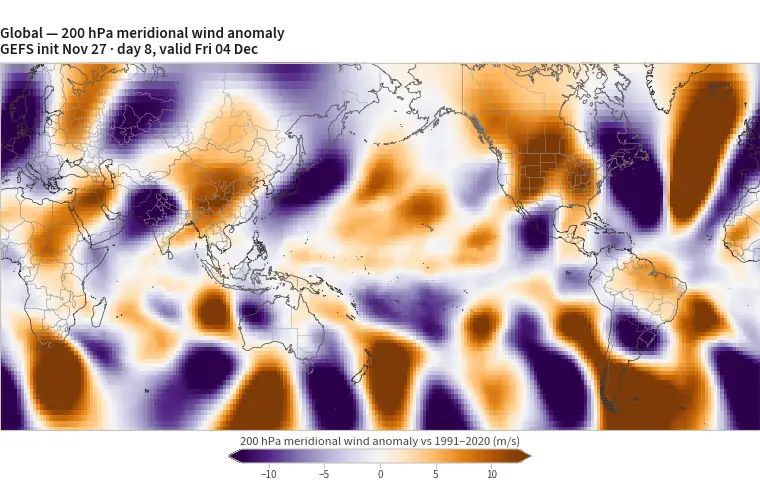 Global — 200 hPa meridional wind anomaly
GEFS init Nov 27 · day 8, valid Fri 04 Dec
200 hPa meridional wind anomaly vs 1991–2020 (m/s)
−10 −5 0 5 10